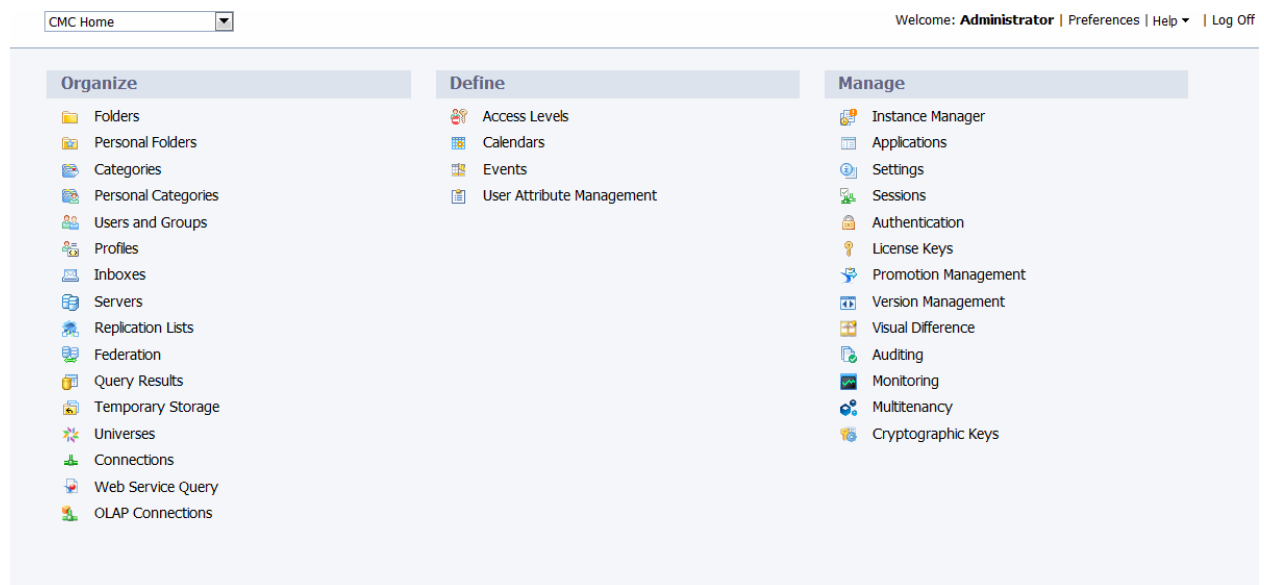 CMC Home
Welcome: Administrator | Preferences | Help | Log Off
Organize
Folders
Personal Folders
Categories
Personal Categories
Users and Groups
Profiles
Inboxes
Servers
Replication Lists
Federation
Query Results
Temporary Storage
Universes
Connections
Web Service Query
OLAP Connections
Define
Access Levels
Calendars
Events
User Attribute Management
Manage
Instance Manager
Applications
Settings
Sessions
Authentication
License Keys
Promotion Management
Version Management
Visual Difference
Auditing
Monitoring
Multitenancy
Cryptographic Keys